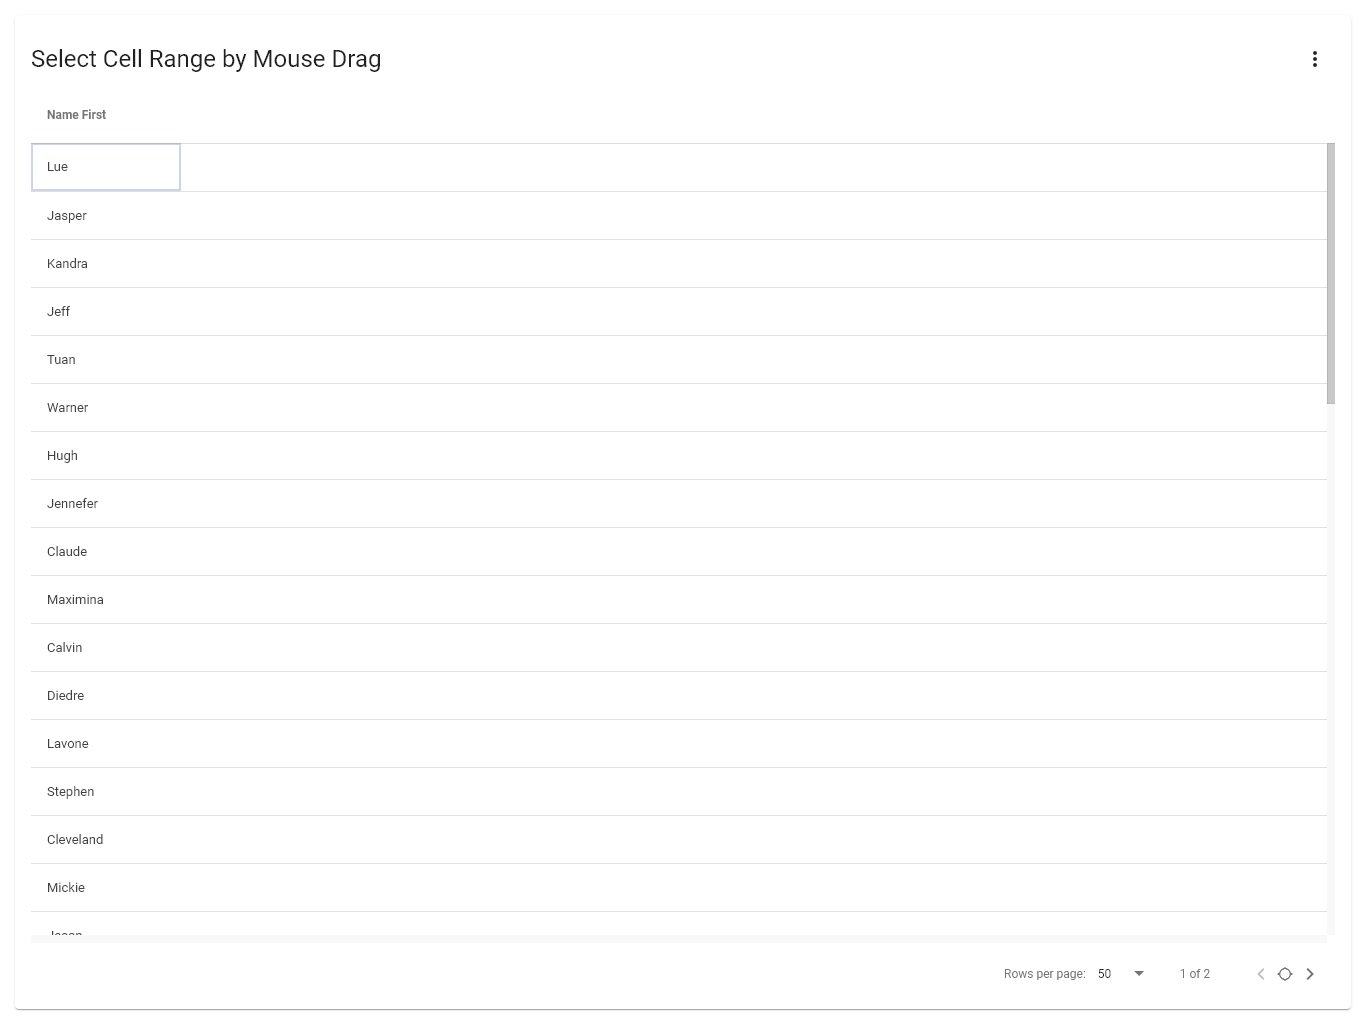 Select Cell Range by Mouse Drag
Name First
Lue
Jasper
Kandra
Jeff
Tuan
Warner
Hugh
Jennefer
Claude
Maximina
Calvin
Diedre
Lavone
Stephen
Cleveland
Mickie
Rows per page: 50 1 of 2